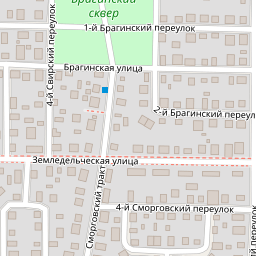 Брагинский
сквер
1-й Брагинский переулок
4-й Свирский переулок
Брагинская улица
2-й Брагинский переул
Земледельческая улица
Сморговский тракт
4-й Сморговский переулок
й переулок